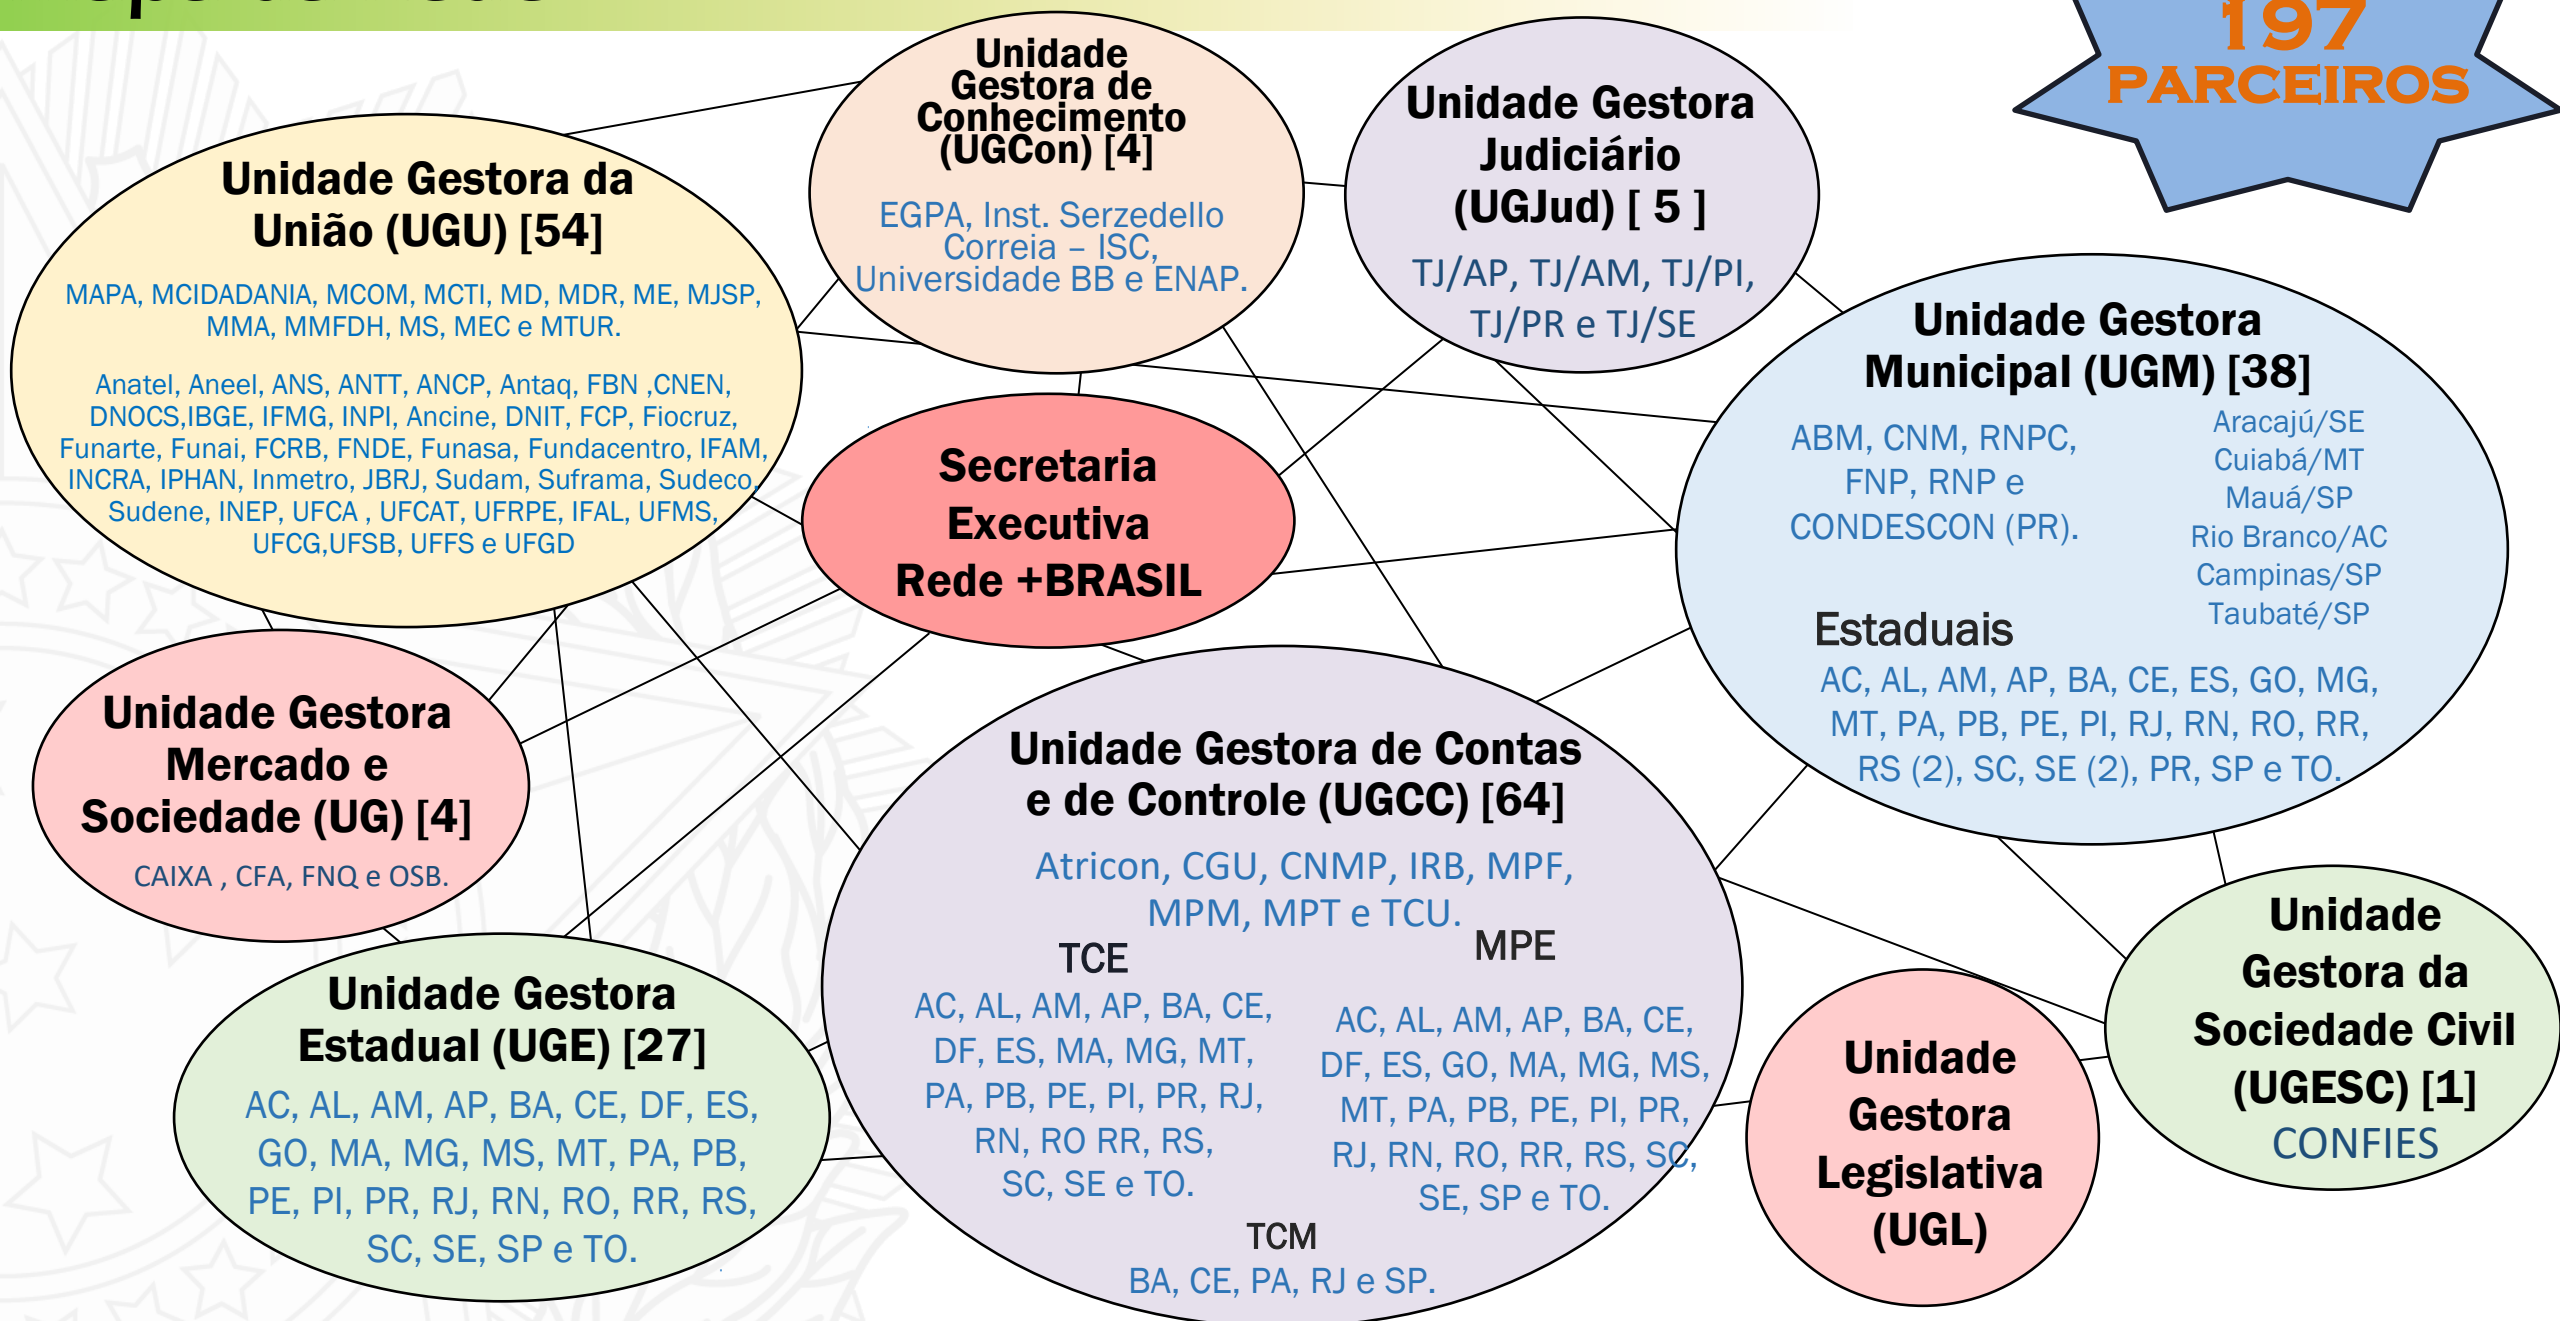 197
PARCEIROS
Unidade
Gestora de
Conhecimento
(UGCon) [4]
EGPA, Inst. Serzedello
Correia – ISC,
Universidade BB e ENAP.
Unidade Gestora
Judiciário
(UGJud) [ 5 ]
TJ/AP, TJ/AM, TJ/PI,
TJ/PR e TJ/SE
Unidade Gestora da
União (UGU) [54]
MAPA, MCIDADANIA, MCOM, MCTI, MD, MDR, ME, MJSP,
MMA, MMFDH, MS, MEC e MTUR.
Anatel, Aneel, ANS, ANTT, ANCP, Antaq, FBN ,CNEN,
DNOCS,IBGE, IFMG, INPI, Ancine, DNIT, FCP, Fiocruz,
Funarte, Funai, FCRB, FNDE, Funasa, Fundacentro, IFAM,
INCRA, IPHAN, Inmetro, JBRJ, Sudam, Suframa, Sudeco,
Sudene, INEP, UFCA , UFCAT, UFRPE, IFAL, UFMS,
UFCG,UFSB, UFFS e UFGD
Unidade Gestora
Municipal (UGM) [38]
ABM, CNM, RNPC,
FNP, RNP e
CONDESCON (PR).
Aracajú/SE
Cuiabá/MT
Mauá/SP
Rio Branco/AC
Campinas/SP
Taubaté/SP
Estaduais
AC, AL, AM, AP, BA, CE, ES, GO, MG,
MT, PA, PB, PE, PI, RJ, RN, RO, RR,
RS (2), SC, SE (2), PR, SP e TO.
Secretaria
Executiva
Rede +BRASIL
Unidade Gestora
Mercado e
Sociedade (UG) [4]
CAIXA , CFA, FNQ e OSB.
Unidade Gestora de Contas
e de Controle (UGCC) [64]
Atricon, CGU, CNMP, IRB, MPF,
MPM, MPT e TCU.
TCE
AC, AL, AM, AP, BA, CE,
DF, ES, MA, MG, MT,
PA, PB, PE, PI, PR, RJ,
RN, RO RR, RS,
SC, SE e TO.
MPE
AC, AL, AM, AP, BA, CE,
DF, ES, GO, MA, MG, MS,
MT, PA, PB, PE, PI, PR,
RJ, RN, RO, RR, RS, SC,
SE, SP e TO.
TCM
BA, CE, PA, RJ e SP.
Unidade Gestora
Estadual (UGE) [27]
AC, AL, AM, AP, BA, CE, DF, ES,
GO, MA, MG, MS, MT, PA, PB,
PE, PI, PR, RJ, RN, RO, RR, RS,
SC, SE, SP e TO.
Unidade
Gestora
Legislativa
(UGL)
Unidade
Gestora da
Sociedade Civil
(UGESC) [1]
CONFIES